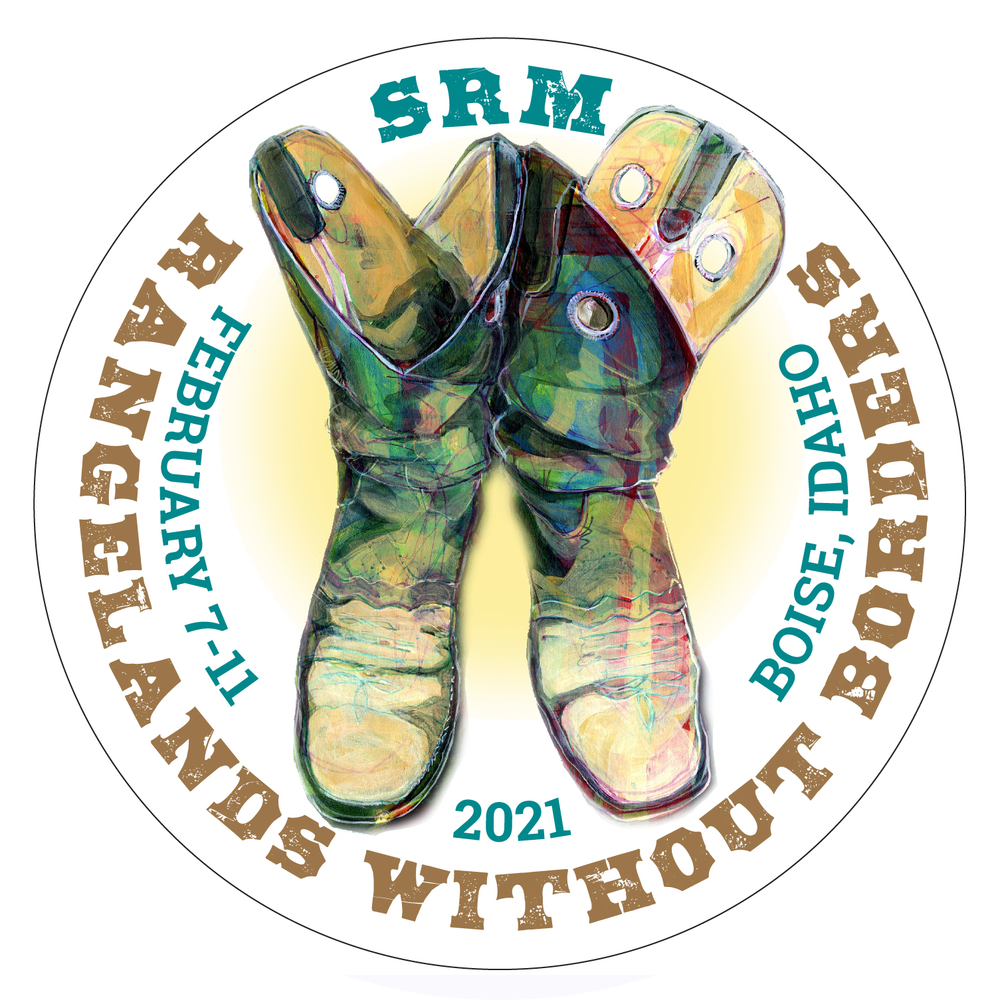 SRM
RANGELANDS WITHOUT BORDERS
FEBRUARY 7-11
BOISE, IDAHO
2021